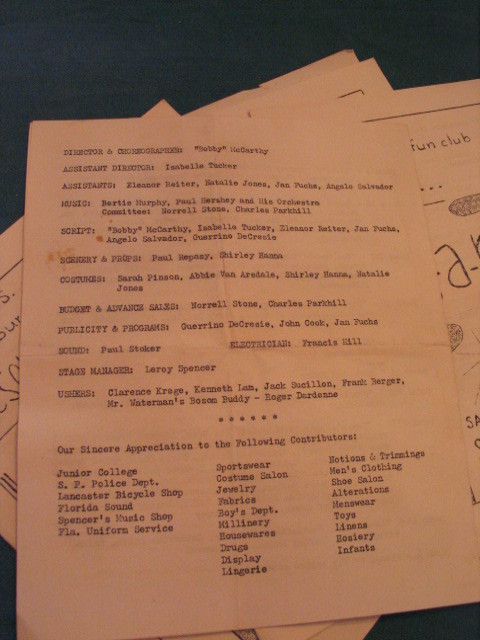 DIRECTOR & CHOREOGRAPHER: "Bobby" McCarthy
ASSISTANT DIRECTOR: Isabella Tucker
ASSISTANTS: Eleanor Reiter, Natalie Jones, Jan Fuchs, Angelo Salvador
MUSIC: Bertie Murphy, Paul Hershey and His Orchestra
Committee: Norrell Stone, Charles Parkhill
SCRIPT: "Bobby" McCarthy, Isabella Tucker, Eleanor Reiter, Jan Fuchs,
Angelo Salvador, Guerrino DeCresie
SCENERY & PROPS: Paul Repasy, Shirley Hanna
COSTUMES: Sarah Pinson, Abbie Van Arsdale, Shirley Hanna, Natalie
Jones
BUDGET & ADVANCE SALES: Norrell Stone, Charles Parkhill
PUBLICITY & PROGRAMS: Guerrino DeCresie, John Cook, Jan Fuchs
SOUND: Paul Stoker ELECTRICIAN: Francis Hill
STAGE MANAGER: Leroy Spencer
USHERS: Clarence Krage, Kenneth Lam, Jack Sucillon, Frank Berger,
Mr. Waterman's Bosom Buddy - Roger Dardenne
* * * * * *
Our Sincere Appreciation to the Following Contributors:
Junior College
S. P. Police Dept.
Lancaster Bicycle Shop
Florida Sound
Spencer's Music Shop
Fla. Uniform Service
Sportswear
Costume Salon
Jewelry
Fabrics
Boy's Dept.
Millinery
Housewares
Drugs
Display
Lingerie
Notions & Trimmings
Men's Clothing
Shoe Salon
Alterations
Menswear
Toys
Linens
Hosiery
Infants
fun club